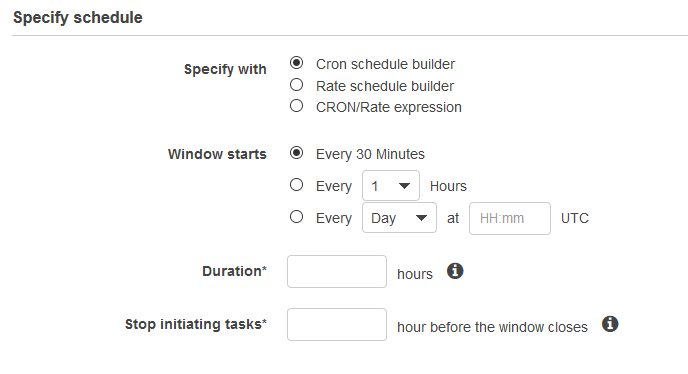 Specify schedule
Specify with
Cron schedule builder
Rate schedule builder
CRON/Rate expression
Window starts
Every 30 Minutes
Every 1 Hours
Every Day at HH:mm UTC
Duration* hours
Stop initiating tasks* hour before the window closes